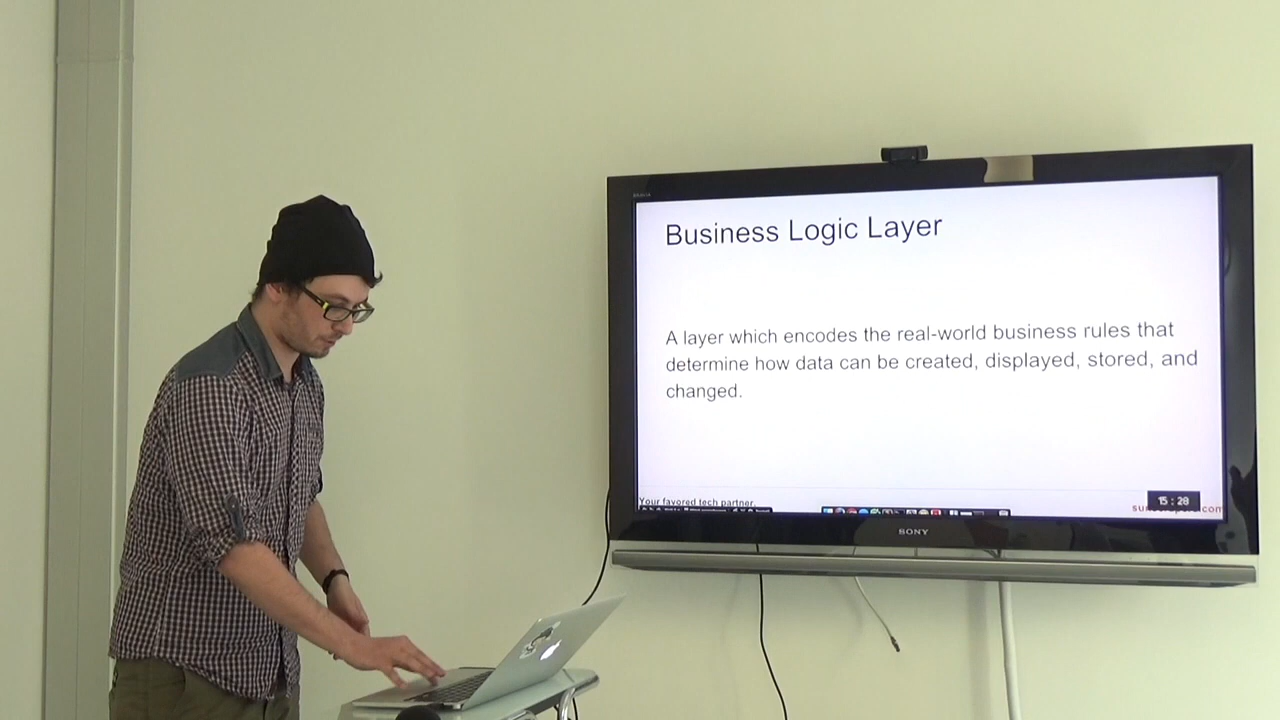 Business Logic Layer
A layer which encodes the real-world business rules that
determine how data can be created, displayed, stored, and
changed.
Your favored tech partner.
15:28
SONY